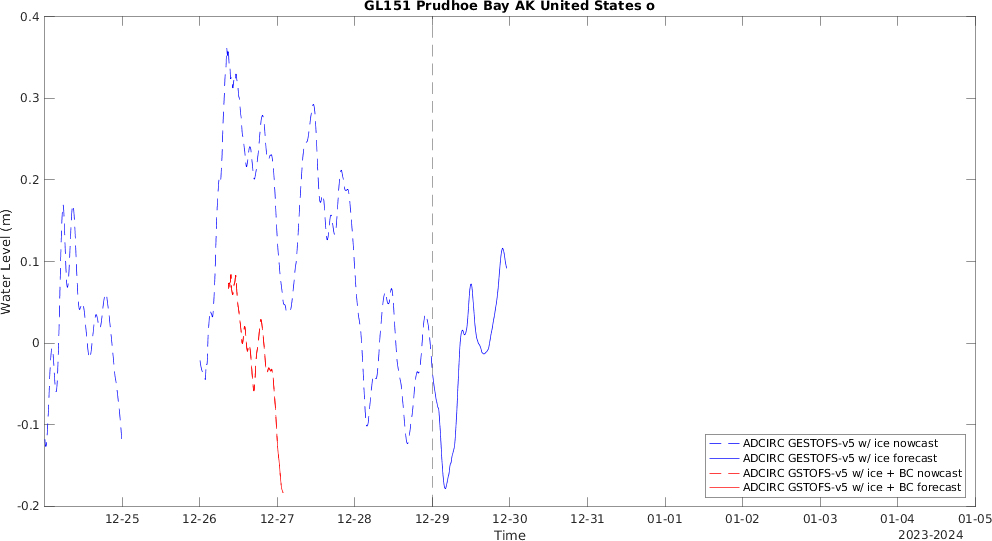 GL151 Prudhoe Bay AK United States o
0.4
0.3
0.2
0.1
0
-0.1
-0.2
Water Level (m)
12-25 12-26 12-27 12-28 12-29 12-30 12-31 01-01 01-02 01-03 01-04 01-05
Time
2023-2024
ADCIRC GESTOFS-v5 w/ ice nowcast
ADCIRC GESTOFS-v5 w/ ice forecast
ADCIRC GSTOFS-v5 w/ ice + BC nowcast
ADCIRC GSTOFS-v5 w/ ice + BC forecast